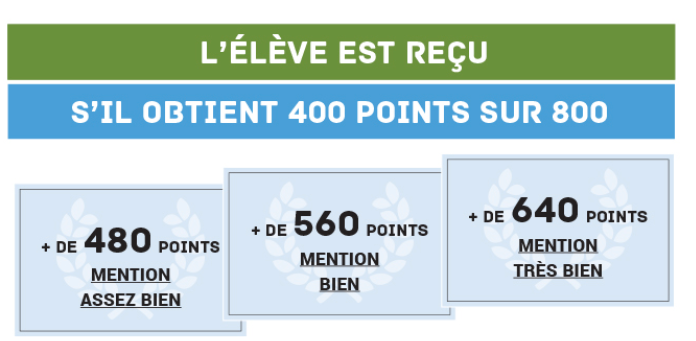 L'ÉLÈVE EST REÇU
S'IL OBTIENT 400 POINTS SUR 800
+ DE 480 POINTS
MENTION
ASSEZ BIEN
+ DE 560 POINTS
MENTION
BIEN
+ DE 640 POINTS
MENTION
TRÈS BIEN